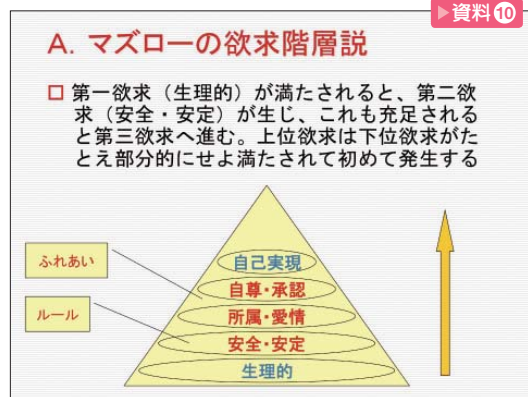 ▶資料⑩
A. マズローの欲求階層説
□ 第一欲求（生理的）が満たされると、第二欲
求（安全・安定）が生じ、これも充足される
と第三欲求へ進む。上位欲求は下位欲求がた
とえ部分的にせよ満たされて初めて発生する
自己実現
ふれあい
自尊・承認
所属・愛情
ルール
安全・安定
生理的